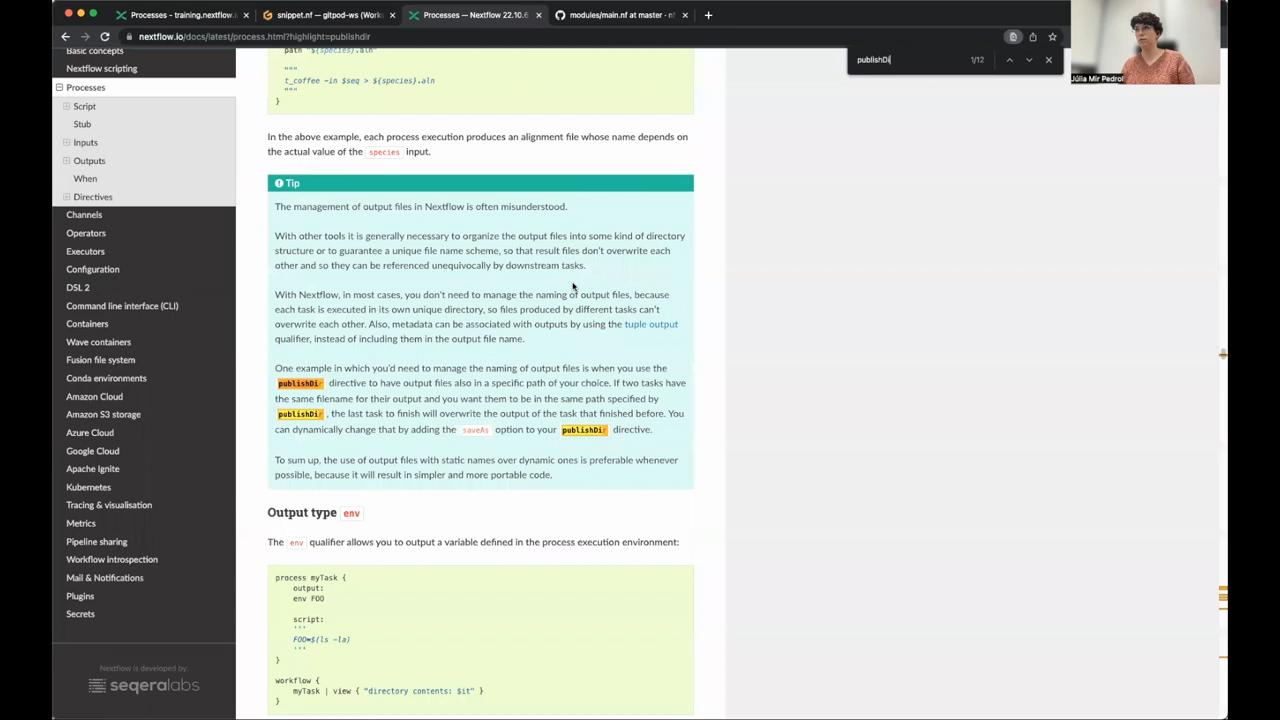 Processes - training.nextflow.i
snippet.nf - gitpod-ws (Works
Processes — Nextflow 22.10.6
modules/main.nf at master · nf
nextflow.io/docs/latest/process.html?highlight=publishdir
publishDi
1/12
Júlia Mir Pedrol
Basic concepts
Nextflow scripting
Processes
Script
Stub
Inputs
Outputs
When
Directives
Channels
Operators
Executors
Configuration
DSL 2
Command line interface (CLI)
Containers
Wave containers
Fusion file system
Conda environments
Amazon Cloud
Amazon S3 storage
Azure Cloud
Google Cloud
Apache Ignite
Kubernetes
Tracing & visualisation
Metrics
Pipeline sharing
Workflow introspection
Mail & Notifications
Plugins
Secrets
Nextflow is developed by:
seqeralabs
path "${species}.aln"
"""
t_coffee -in $seq > ${species}.aln
"""
}
In the above example, each process execution produces an alignment file whose name depends on
the actual value of the species input.
Tip
The management of output files in Nextflow is often misunderstood.
With other tools it is generally necessary to organize the output files into some kind of directory
structure or to guarantee a unique file name scheme, so that result files don't overwrite each
other and so they can be referenced unequivocally by downstream tasks.
With Nextflow, in most cases, you don't need to manage the naming of output files, because
each task is executed in its own unique directory, so files produced by different tasks can't
overwrite each other. Also, metadata can be associated with outputs by using the tuple output
qualifier, instead of including them in the output file name.
One example in which you'd need to manage the naming of output files is when you use the
publishDir directive to have output files also in a specific path of your choice. If two tasks have
the same filename for their output and you want them to be in the same path specified by
publishDir, the last task to finish will overwrite the output of the task that finished before. You
can dynamically change that by adding the saveAs option to your publishDir directive.
To sum up, the use of output files with static names over dynamic ones is preferable whenever
possible, because it will result in simpler and more portable code.
Output type env
The env qualifier allows you to output a variable defined in the process execution environment:
process myTask {
output:
env FOO
script:
'''
FOO=$(ls -la)
'''
}
workflow {
myTask | view { "directory contents: $it" }
}